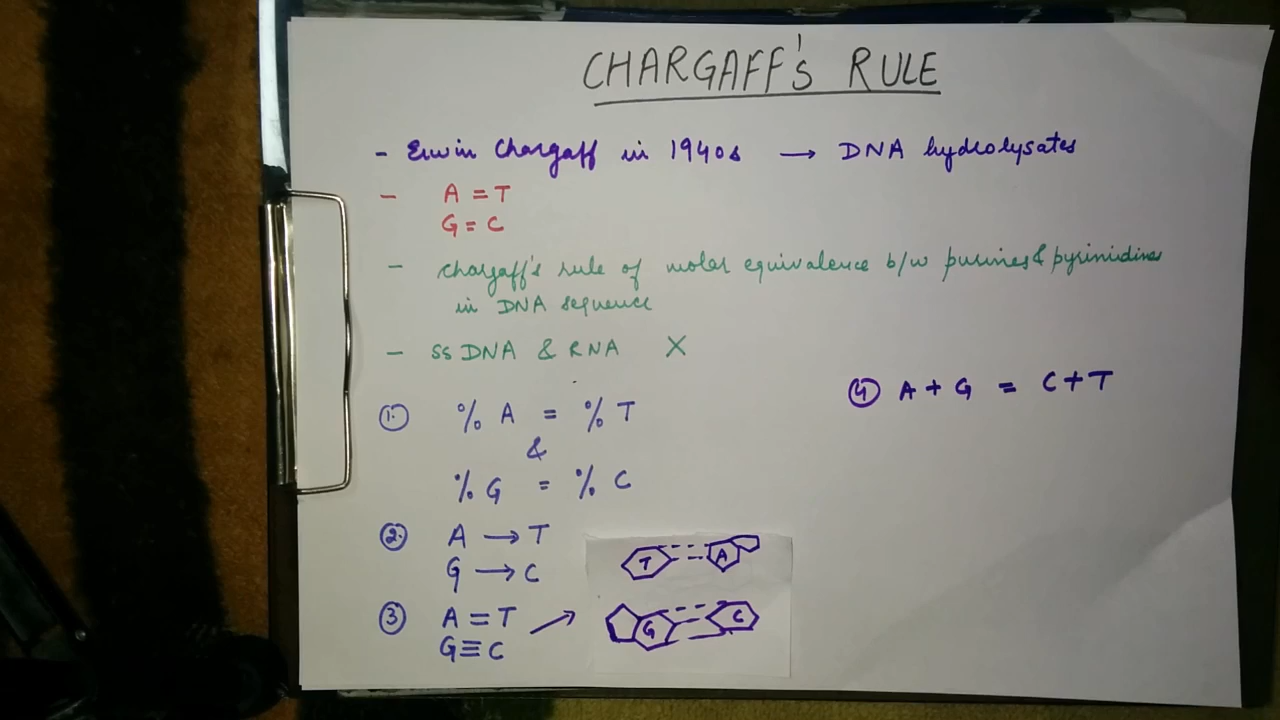 CHARGAFF's RULE
- Erwin Chargaff in 1940s → DNA hydrolysates
- A = T
G = C
- chargaff's rule of molar equivalence b/w purines & pyrimidines
in DNA sequence
- ss DNA & RNA X
① % A = % T
&
% G = % C
② A → T
G → C
③ A = T
G ≡ C
T A
G C
④ A + G = C + T